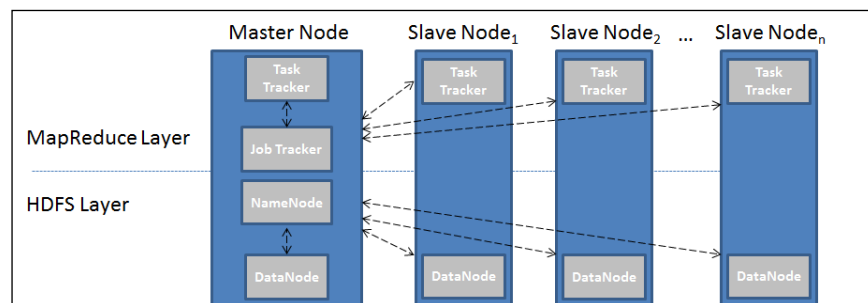 Master Node
Slave Node1
Slave Node2
...
Slave Noden
Task
Tracker
Task
Tracker
Task
Tracker
Task
Tracker
MapReduce Layer
Job Tracker
HDFS Layer
NameNode
DataNode
DataNode
DataNode
DataNode